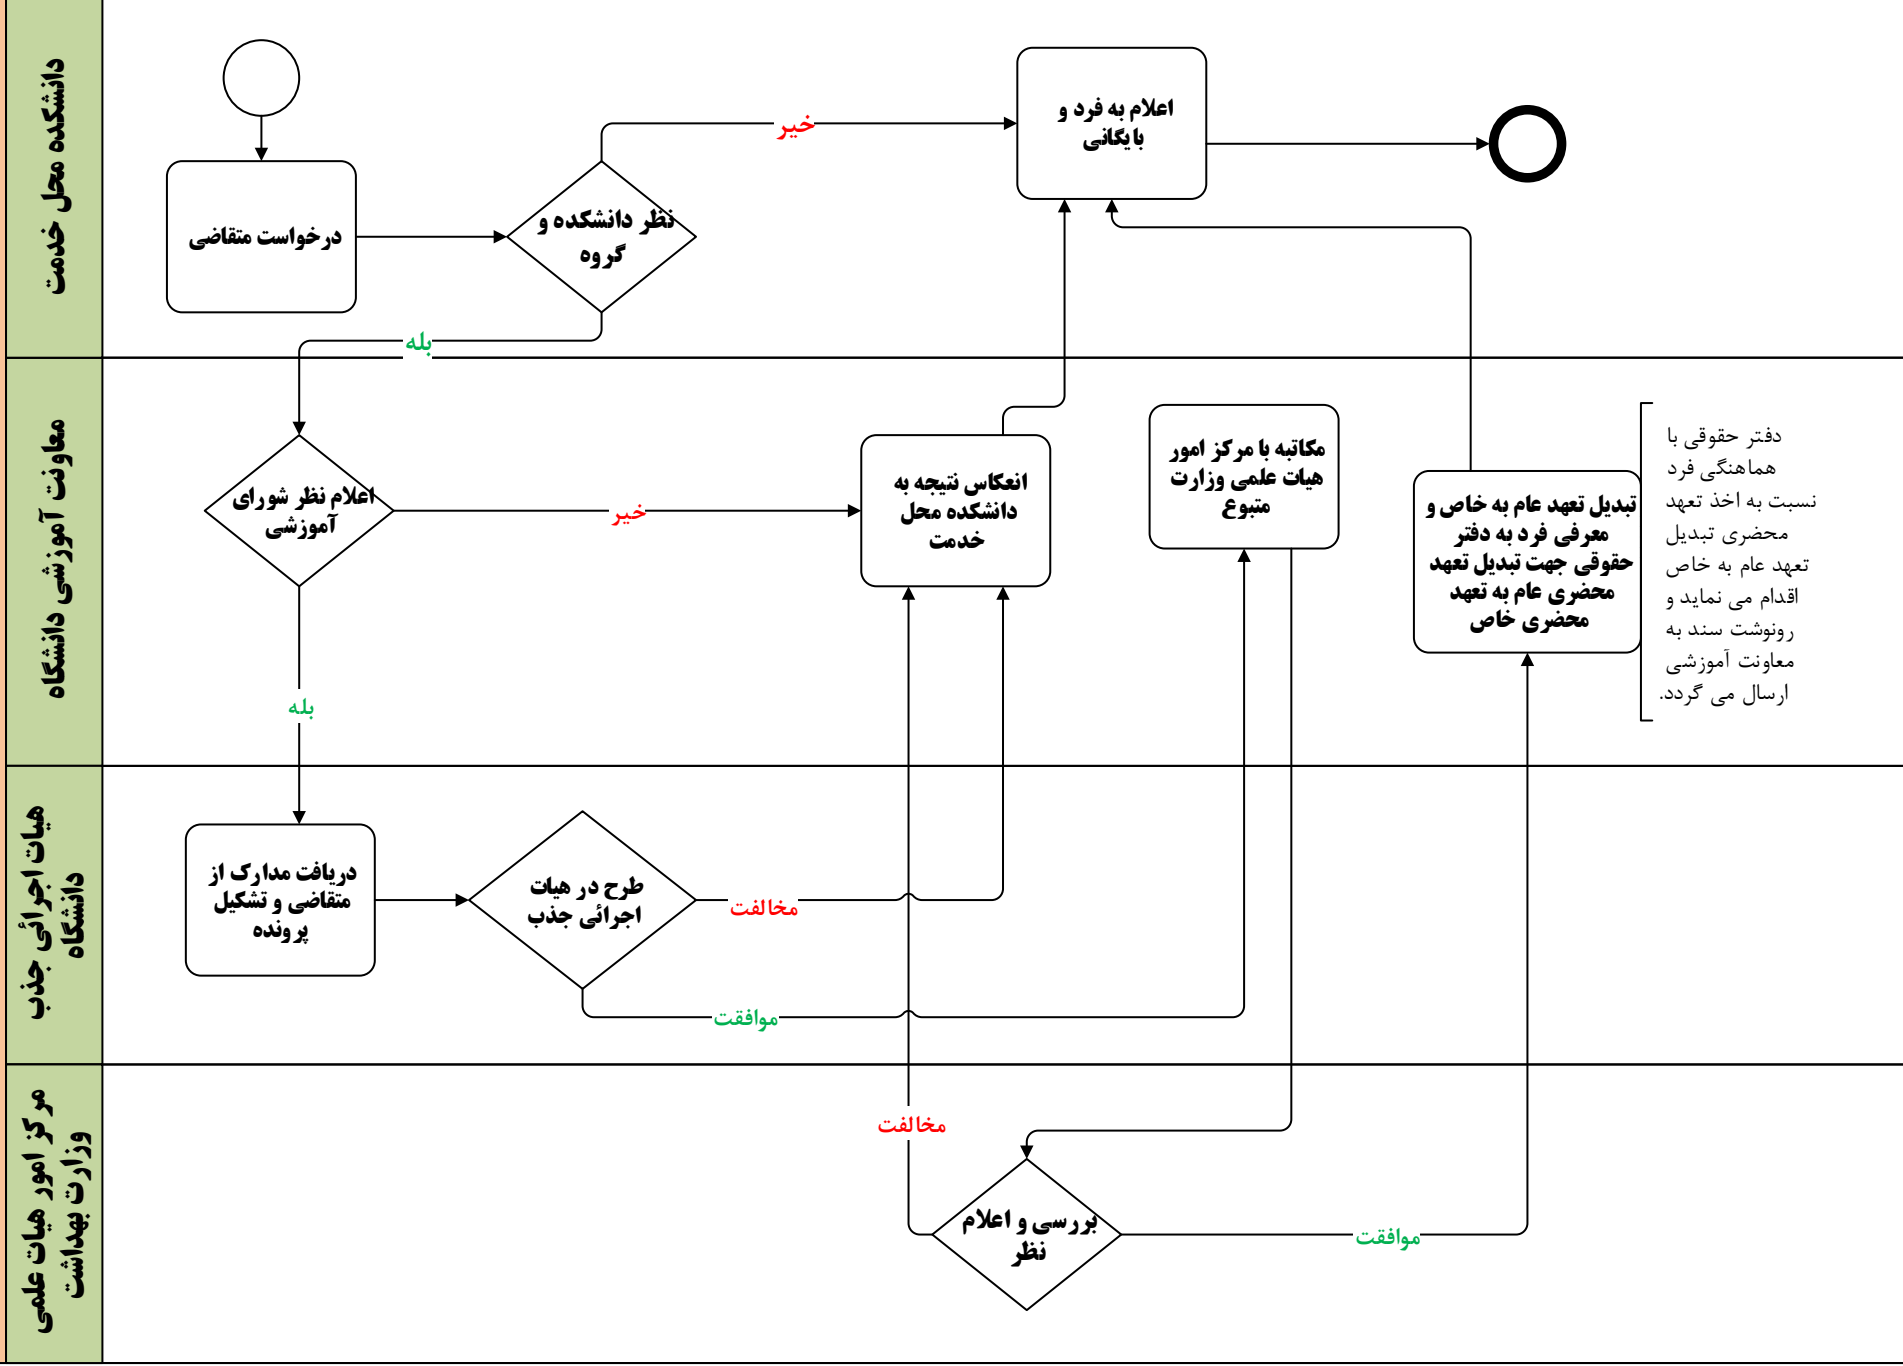 دانشکده محل خدمت
درخواست متقاضی
نظر دانشکده و
گروه
خیر
بله
اعلام به فرد و
بایگانی
معاونت آموزشی دانشگاه
اعلام نظر شورای
آموزشی
خیر
بله
انعکاس نتیجه به
دانشکده محل
خدمت
مکاتبه با مرکز امور
هیات علمی وزارت
متبوع
تبدیل تعهد عام به خاص و
معرفی فرد به دفتر
حقوقی جهت تبدیل تعهد
محضری عام به تعهد
محضری خاص
دفتر حقوقی با
هماهنگی فرد
نسبت به اخذ تعهد
محضری تبدیل
تعهد عام به خاص
اقدام می نماید و
رونوشت سند به
معاونت آموزشی
ارسال می گردد.
هیات اجرائی جذب
دانشگاه
دریافت مدارک از
متقاضی و تشکیل
پرونده
طرح در هیات
اجرائی جذب
مخالفت
موافقت
مرکز امور هیات علمی
وزارت بهداشت
مخالفت
بررسی و اعلام
نظر
موافقت